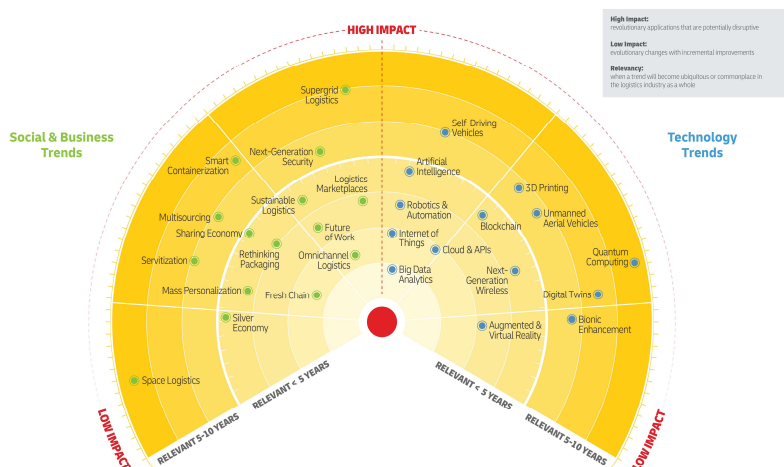 HIGH IMPACT
High Impact:
revolutionary applications that are potentially disruptive
Low Impact:
evolutionary changes with incremental improvements
Relevancy:
when a trend will become ubiquitous or commonplace in
the logistics industry as a whole
Social & Business
Trends
Technology
Trends
Supergrid
Logistics
Self Driving
Vehicles
Next-Generation
Security
Smart
Containerization
Artificial
Intelligence
Logistics
Marketplaces
3D Printing
Sustainable
Logistics
Robotics &
Automation
Multisourcing
Unmanned
Aerial Vehicles
Blockchain
Sharing Economy
Future
of Work
Internet of
Things
Rethinking
Packaging
Cloud & APIs
Omnichannel
Logistics
Servitization
Quantum
Computing
Big Data
Analytics
Next-
Generation
Wireless
Mass Personalization
Fresh Chain
Digital Twins
Silver
Economy
Augmented &
Virtual Reality
Bionic
Enhancement
Space Logistics
RELEVANT < 5 YEARS
RELEVANT < 5 YEARS
RELEVANT 5-10 YEARS
RELEVANT 5-10 YEARS
LOW IMPACT
LOW IMPACT